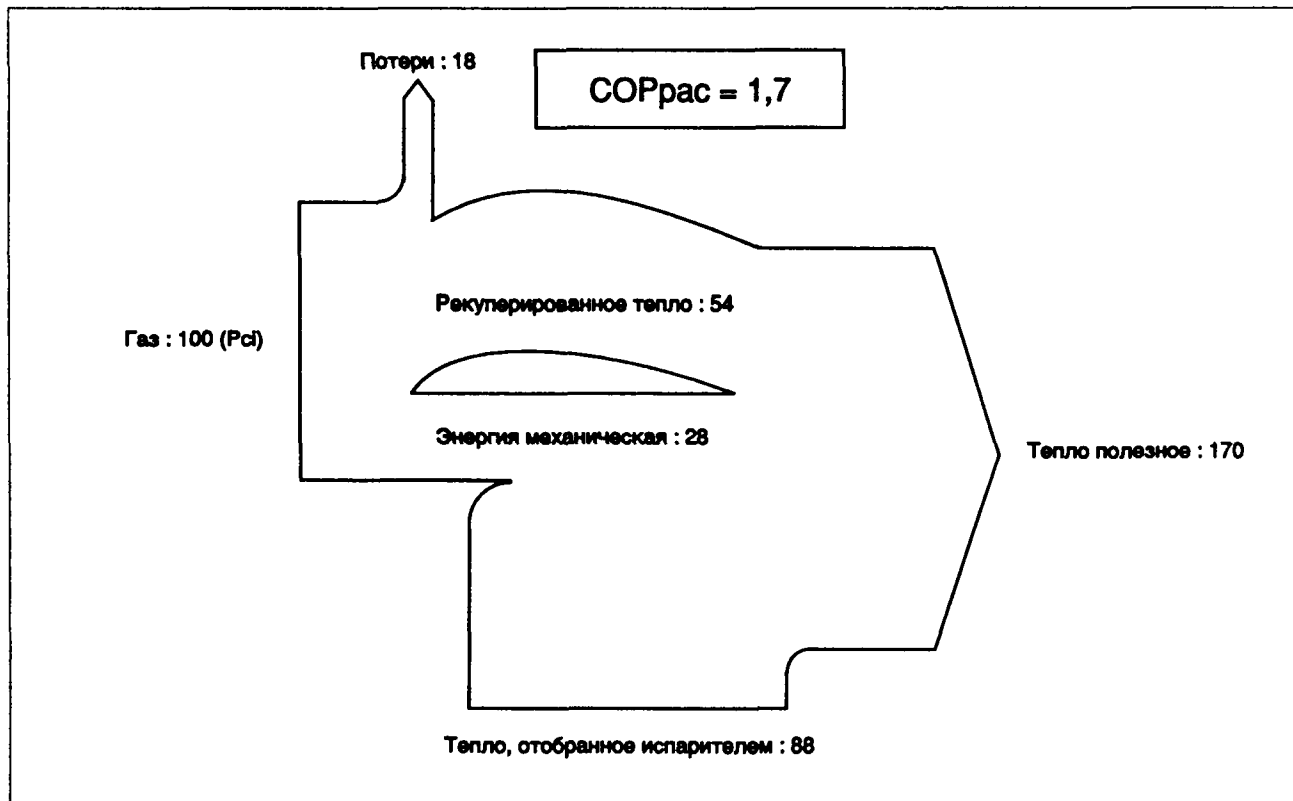 Потери : 18
COPpac = 1,7
Рекуперированное тепло : 54
Газ : 100 (Pci)
Энергия механическая : 28
Тепло полезное : 170
Тепло, отобранное испарителем : 88